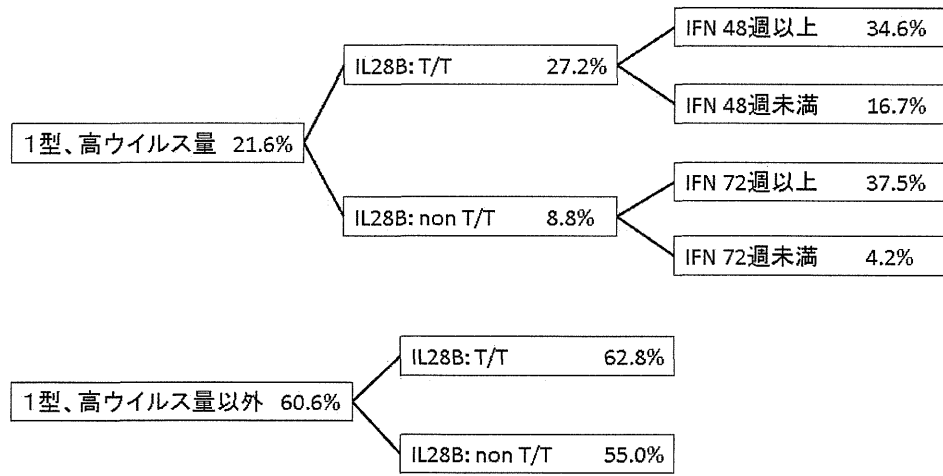 IFN 48週以上 34.6%
IL28B: T/T 27.2%
IFN 48週未満 16.7%
1型、高ウイルス量 21.6%
IFN 72週以上 37.5%
IL28B: non T/T 8.8%
IFN 72週未満 4.2%
IL28B: T/T 62.8%
1型、高ウイルス量以外 60.6%
IL28B: non T/T 55.0%